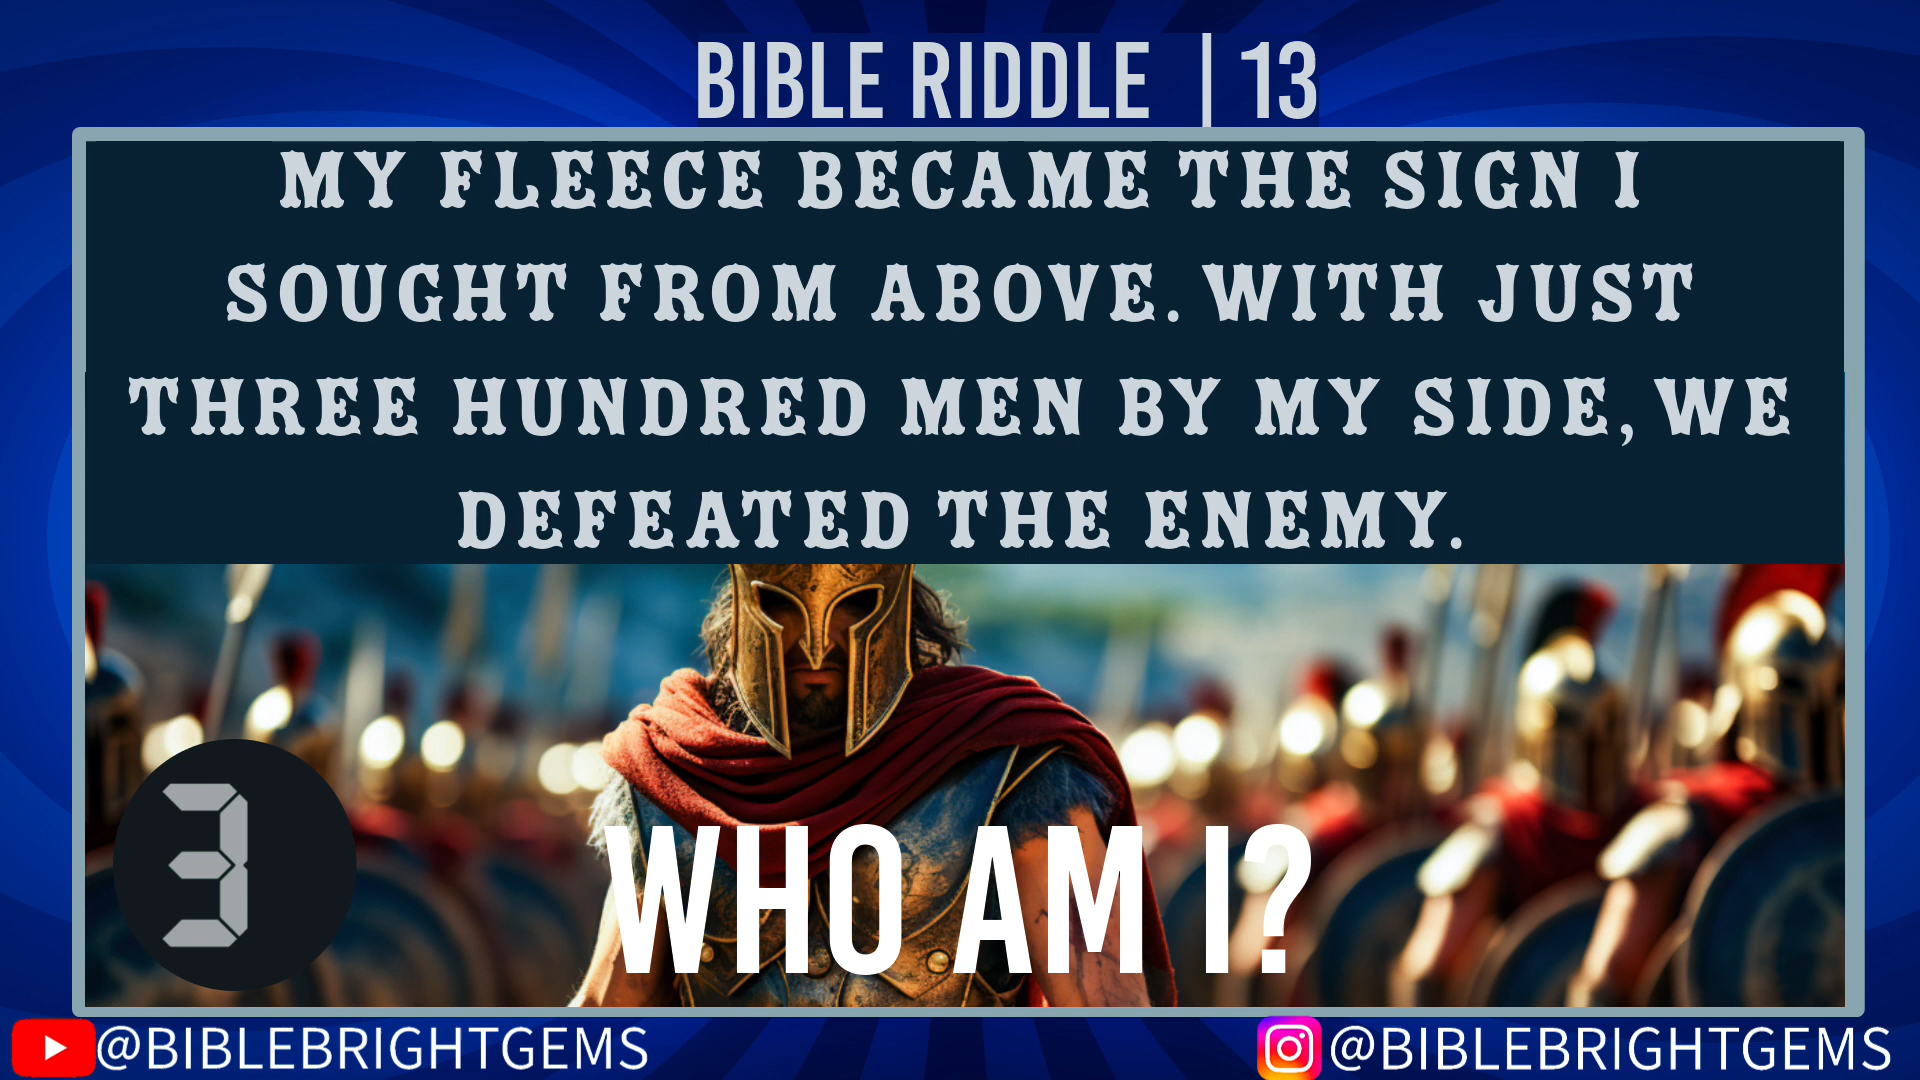 BIBLE RIDDLE | 13
MY FLEECE BECAME THE SIGN I
SOUGHT FROM ABOVE. WITH JUST
THREE HUNDRED MEN BY MY SIDE, WE
DEFEATED THE ENEMY.
3
WHO AM I?
@BIBLEBRIGHTGEMS
@BIBLEBRIGHTGEMS